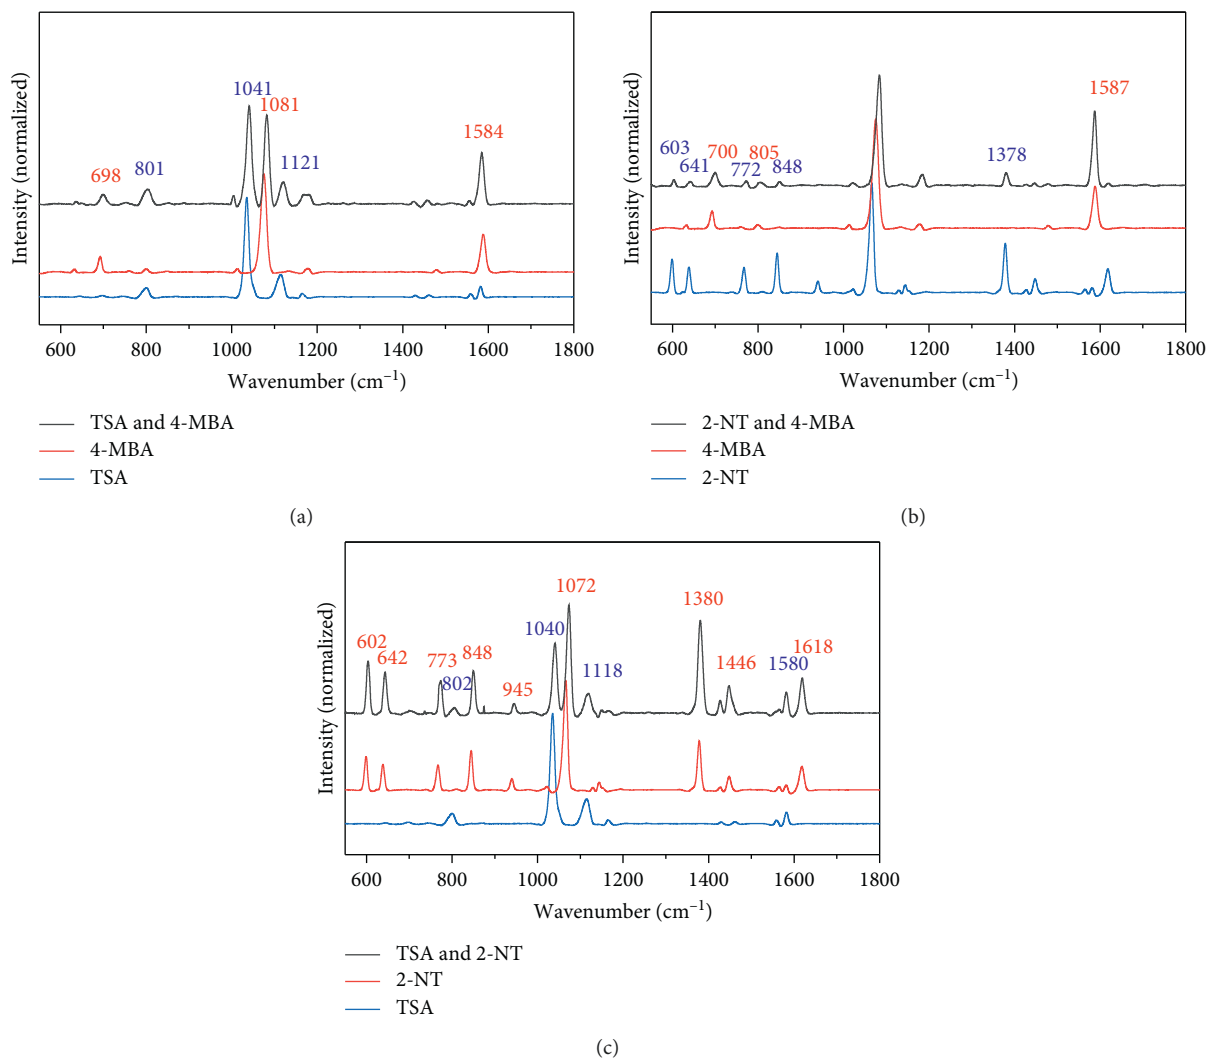 Intensity (normalized)
1041
1081
1584
1121
698
801
600 800 1000 1200 1400 1600 1800
Wavenumber (cm⁻¹)
TSA and 4-MBA
4-MBA
TSA
(a)
Intensity (normalized)
1587
603
700
805
1378
641
772
848
600 800 1000 1200 1400 1600 1800
Wavenumber (cm⁻¹)
2-NT and 4-MBA
4-MBA
2-NT
(b)
Intensity (normalized)
1072
1380
1040
602
642
773
848
1118
1446
1580
1618
802
945
600 800 1000 1200 1400 1600 1800
Wavenumber (cm⁻¹)
TSA and 2-NT
2-NT
TSA
(c)